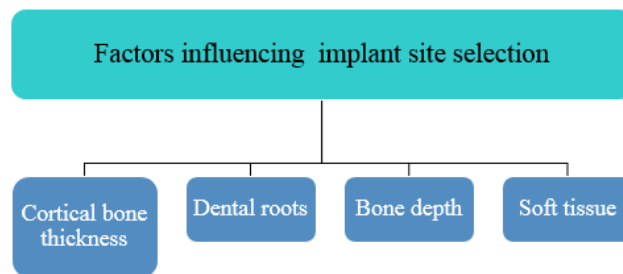 Factors influencing implant site selection
Cortical bone
thickness
Dental roots
Bone depth
Soft tissue